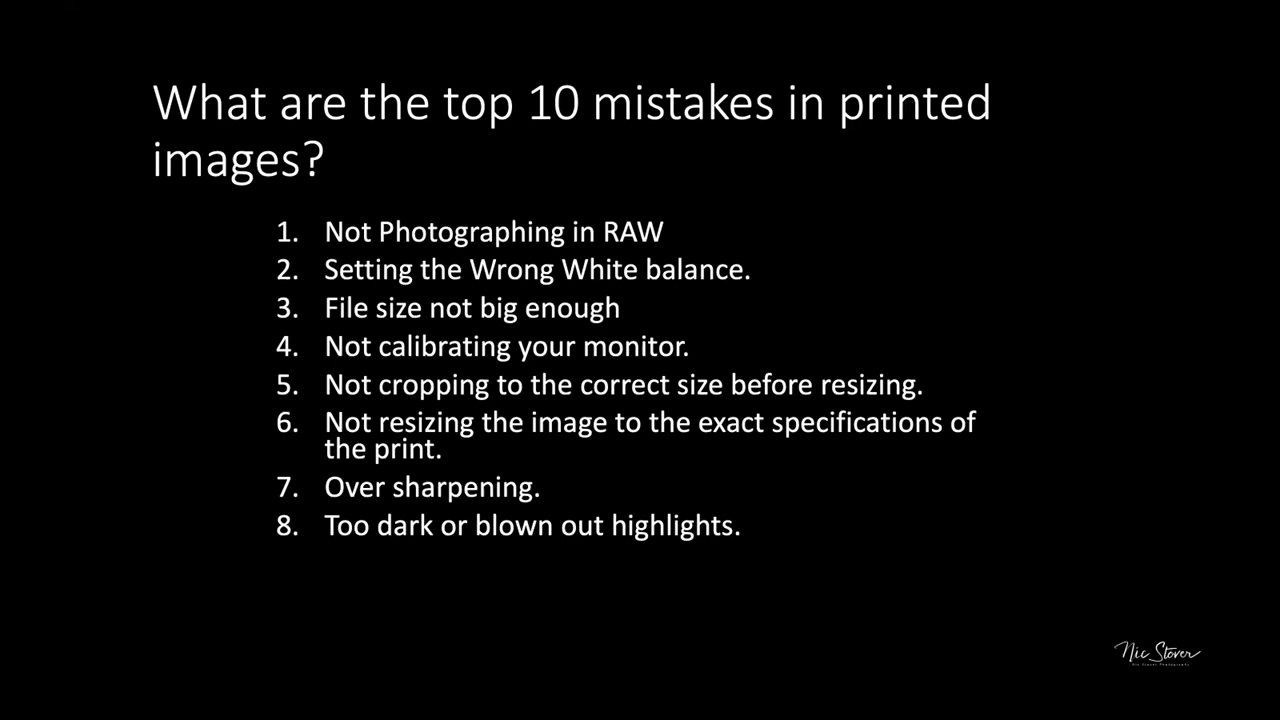 What are the top 10 mistakes in printed
images?
1. Not Photographing in RAW
2. Setting the Wrong White balance.
3. File size not big enough
4. Not calibrating your monitor.
5. Not cropping to the correct size before resizing.
6. Not resizing the image to the exact specifications of
the print.
7. Over sharpening.
8. Too dark or blown out highlights.
Nic Stover
Nic Stover Photography